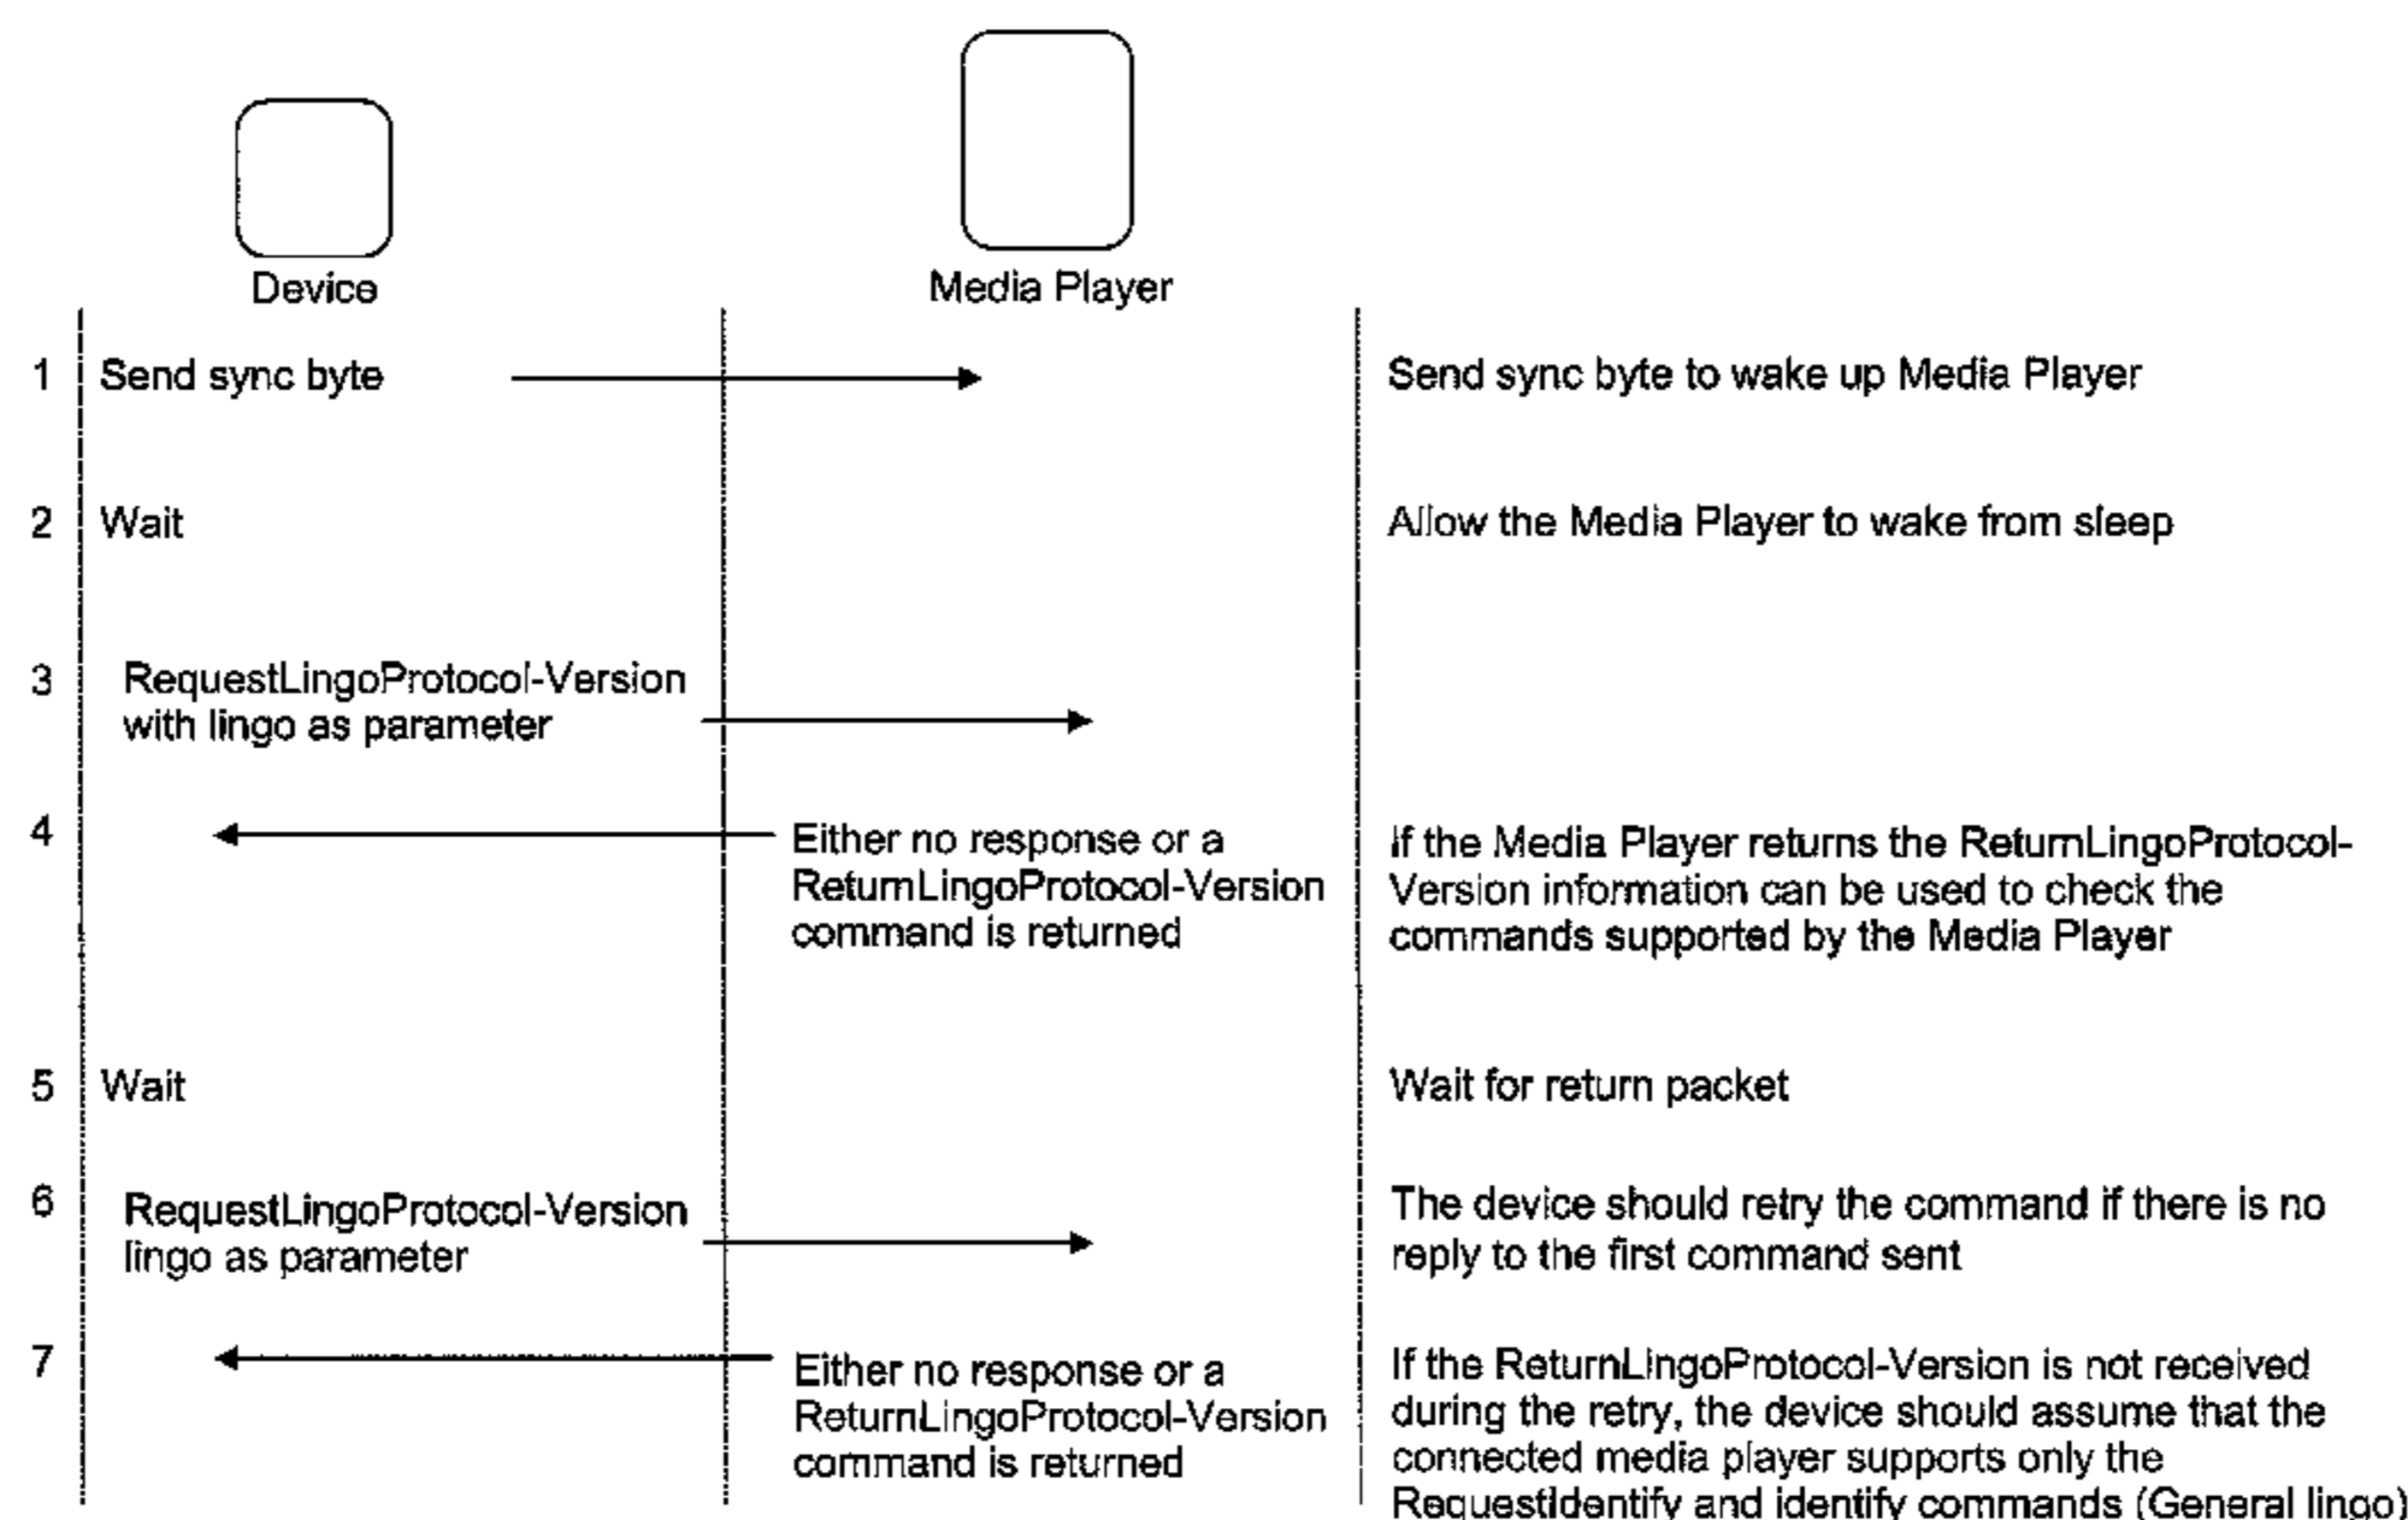 Device
Media Player
1 Send sync byte Send sync byte to wake up Media Player
2 Wait Allow the Media Player to wake from sleep
3 RequestLingoProtocol-Version
with lingo as parameter
4 Either no response or a
ReturnLingoProtocol-Version
command is returned
If the Media Player returns the ReturnLingoProtocol-
Version information can be used to check the
commands supported by the Media Player
5 Wait Wait for return packet
6 RequestLingoProtocol-Version
lingo as parameter
The device should retry the command if there is no
reply to the first command sent
7 Either no response or a
ReturnLingoProtocol-Version
command is returned
If the ReturnLingoProtocol-Version is not received
during the retry, the device should assume that the
connected media player supports only the
RequestIdentify and identify commands (General lingo)